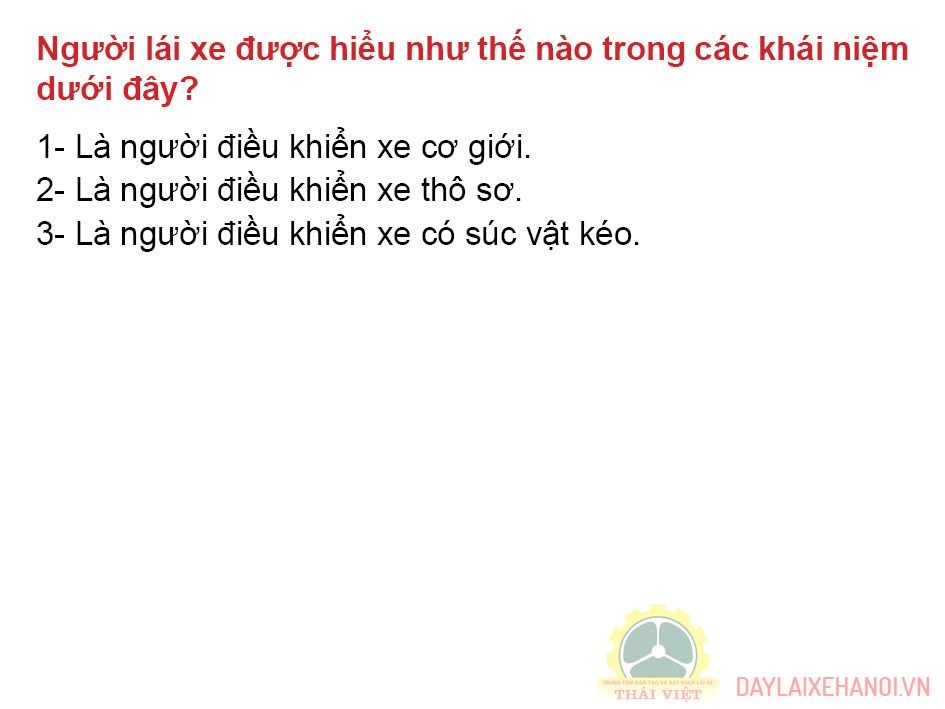 Người lái xe được hiểu như thế nào trong các khái niệm
dưới đây?
1- Là người điều khiển xe cơ giới.
2- Là người điều khiển xe thô sơ.
3- Là người điều khiển xe có súc vật kéo.
TRUNG TÂM ĐÀO TẠO VÀ SÁT HẠCH LÁI XE
THÁI VIỆT
DAYLAIXEHANOI.VN